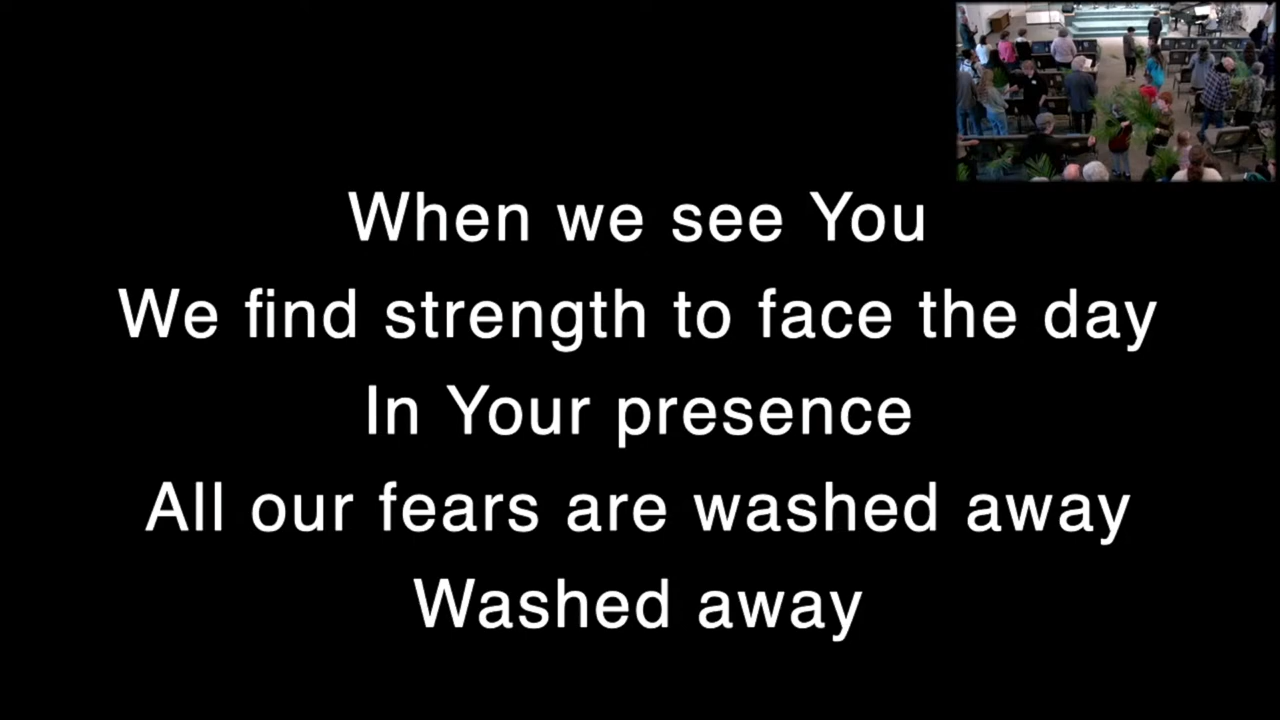 When we see You
We find strength to face the day
In Your presence
All our fears are washed away
Washed away